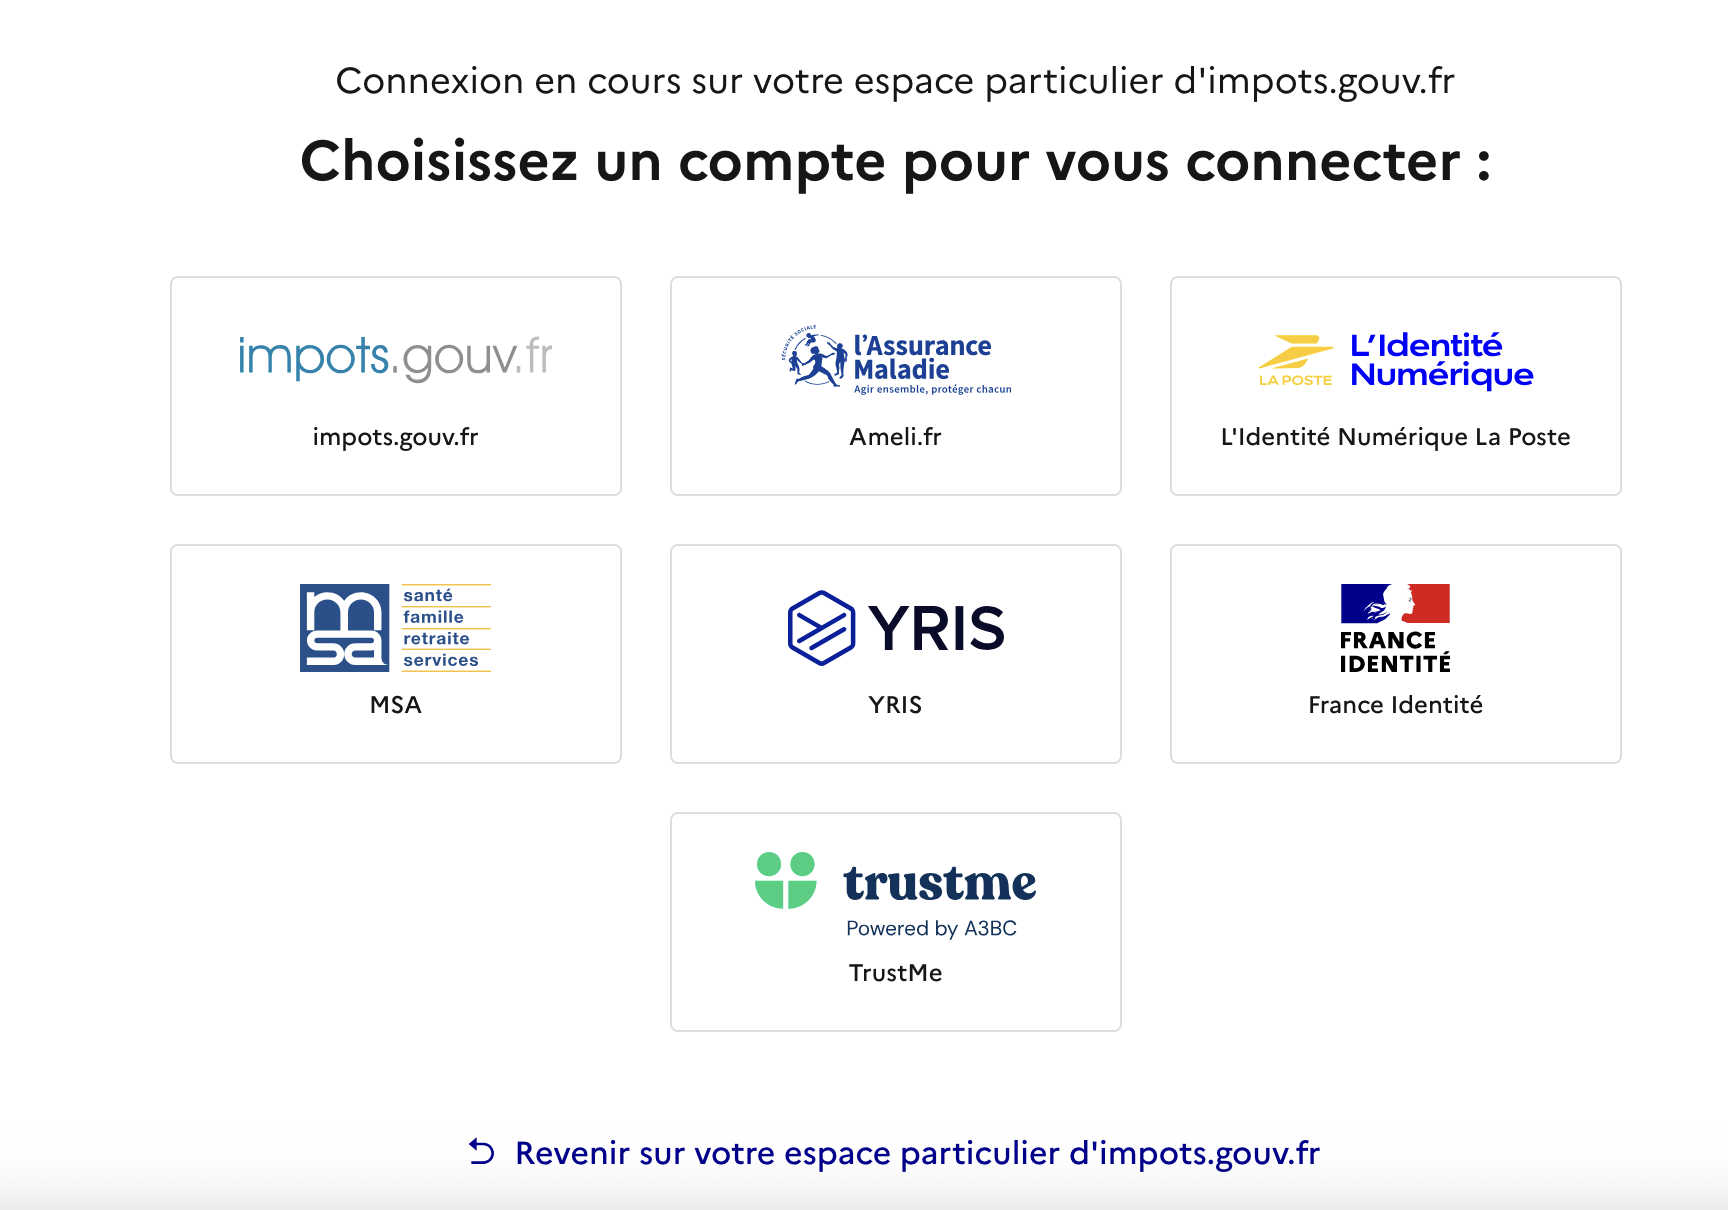 Connexion en cours sur votre espace particulier d'impots.gouv.fr
Choisissez un compte pour vous connecter :
impots.gouv.fr
impots.gouv.fr
SÉCURITÉ SOCIALE
l'Assurance
Maladie
Agir ensemble, protéger chacun
Ameli.fr
LA POSTE
L'Identité
Numérique
L'Identité Numérique La Poste
msa
santé
famille
retraite
services
MSA
YRIS
YRIS
FRANCE
IDENTITÉ
France Identité
trustme
Powered by A3BC
TrustMe
Revenir sur votre espace particulier d'impots.gouv.fr